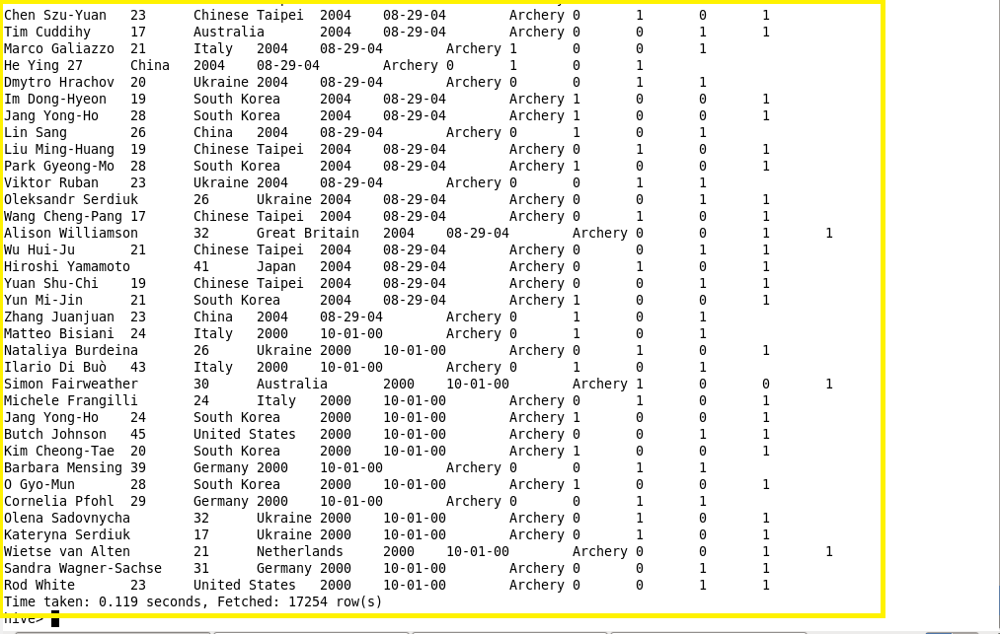 Chen Szu-Yuan 23 Chinese Taipei 2004 08-29-04 Archery 0 1 0 1
Tim Cuddihy 17 Australia 2004 08-29-04 Archery 0 0 1 1
Marco Galiazzo 21 Italy 2004 08-29-04 Archery 1 0 0 1
He Ying 27 China 2004 08-29-04 Archery 0 1 0 1
Dmytro Hrachov 20 Ukraine 2004 08-29-04 Archery 0 0 1 1
Im Dong-Hyeon 19 South Korea 2004 08-29-04 Archery 1 0 0 1
Jang Yong-Ho 28 South Korea 2004 08-29-04 Archery 1 0 0 1
Lin Sang 26 China 2004 08-29-04 Archery 0 1 0 1
Liu Ming-Huang 19 Chinese Taipei 2004 08-29-04 Archery 0 1 0 1
Park Gyeong-Mo 28 South Korea 2004 08-29-04 Archery 1 0 0 1
Viktor Ruban 23 Ukraine 2004 08-29-04 Archery 0 0 1 1
Oleksandr Serdiuk 26 Ukraine 2004 08-29-04 Archery 0 0 1 1
Wang Cheng-Pang 17 Chinese Taipei 2004 08-29-04 Archery 0 1 0 1
Alison Williamson 32 Great Britain 2004 08-29-04 Archery 0 0 1 1
Wu Hui-Ju 21 Chinese Taipei 2004 08-29-04 Archery 0 0 1 1
Hiroshi Yamamoto 41 Japan 2004 08-29-04 Archery 0 1 0 1
Yuan Shu-Chi 19 Chinese Taipei 2004 08-29-04 Archery 0 0 1 1
Yun Mi-Jin 21 South Korea 2004 08-29-04 Archery 1 0 0 1
Zhang Juanjuan 23 China 2004 08-29-04 Archery 0 1 0 1
Matteo Bisiani 24 Italy 2000 10-01-00 Archery 0 1 0 1
Nataliya Burdeina 26 Ukraine 2000 10-01-00 Archery 0 1 0 1
Ilario Di Buò 43 Italy 2000 10-01-00 Archery 0 1 0 1
Simon Fairweather 30 Australia 2000 10-01-00 Archery 1 0 0 1
Michele Frangilli 24 Italy 2000 10-01-00 Archery 0 1 0 1
Jang Yong-Ho 24 South Korea 2000 10-01-00 Archery 1 0 0 1
Butch Johnson 45 United States 2000 10-01-00 Archery 0 0 1 1
Kim Cheong-Tae 20 South Korea 2000 10-01-00 Archery 1 0 0 1
Barbara Mensing 39 Germany 2000 10-01-00 Archery 0 0 1 1
O Gyo-Mun 28 South Korea 2000 10-01-00 Archery 1 0 0 1
Cornelia Pfohl 29 Germany 2000 10-01-00 Archery 0 0 1 1
Olena Sadovnycha 32 Ukraine 2000 10-01-00 Archery 0 1 0 1
Kateryna Serdiuk 17 Ukraine 2000 10-01-00 Archery 0 1 0 1
Wietse van Alten 21 Netherlands 2000 10-01-00 Archery 0 0 1 1
Sandra Wagner-Sachse 31 Germany 2000 10-01-00 Archery 0 0 1 1
Rod White 23 United States 2000 10-01-00 Archery 0 0 1 1
Time taken: 0.119 seconds, Fetched: 17254 row(s)
hive>